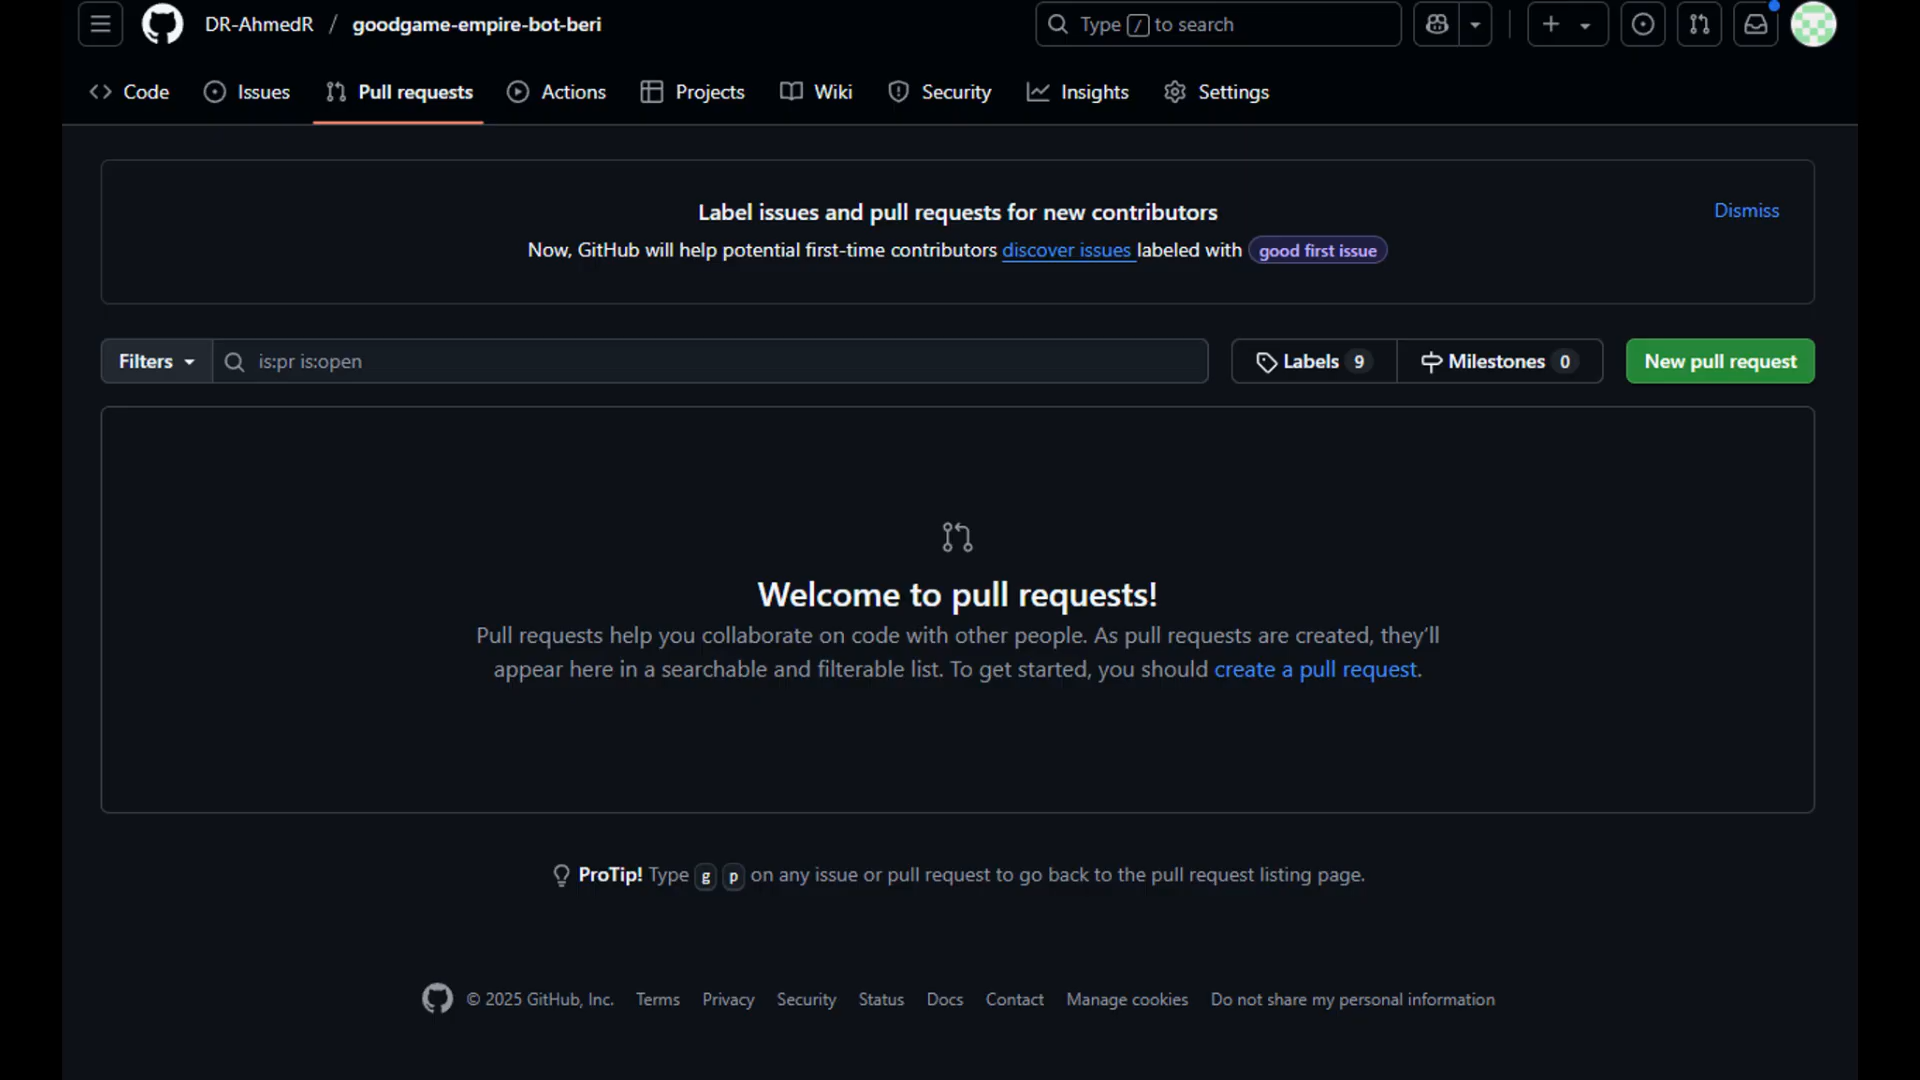 DR-AhmedR / goodgame-empire-bot-beri
Type / to search
Code Issues Pull requests Actions Projects Wiki Security Insights Settings
Label issues and pull requests for new contributors
Dismiss
Now, GitHub will help potential first-time contributors discover issues labeled with good first issue
Filters is:pr is:open Labels 9 Milestones 0 New pull request
Welcome to pull requests!
Pull requests help you collaborate on code with other people. As pull requests are created, they’ll
appear here in a searchable and filterable list. To get started, you should create a pull request.
ProTip! Type g p on any issue or pull request to go back to the pull request listing page.
© 2025 GitHub, Inc. Terms Privacy Security Status Docs Contact Manage cookies Do not share my personal information